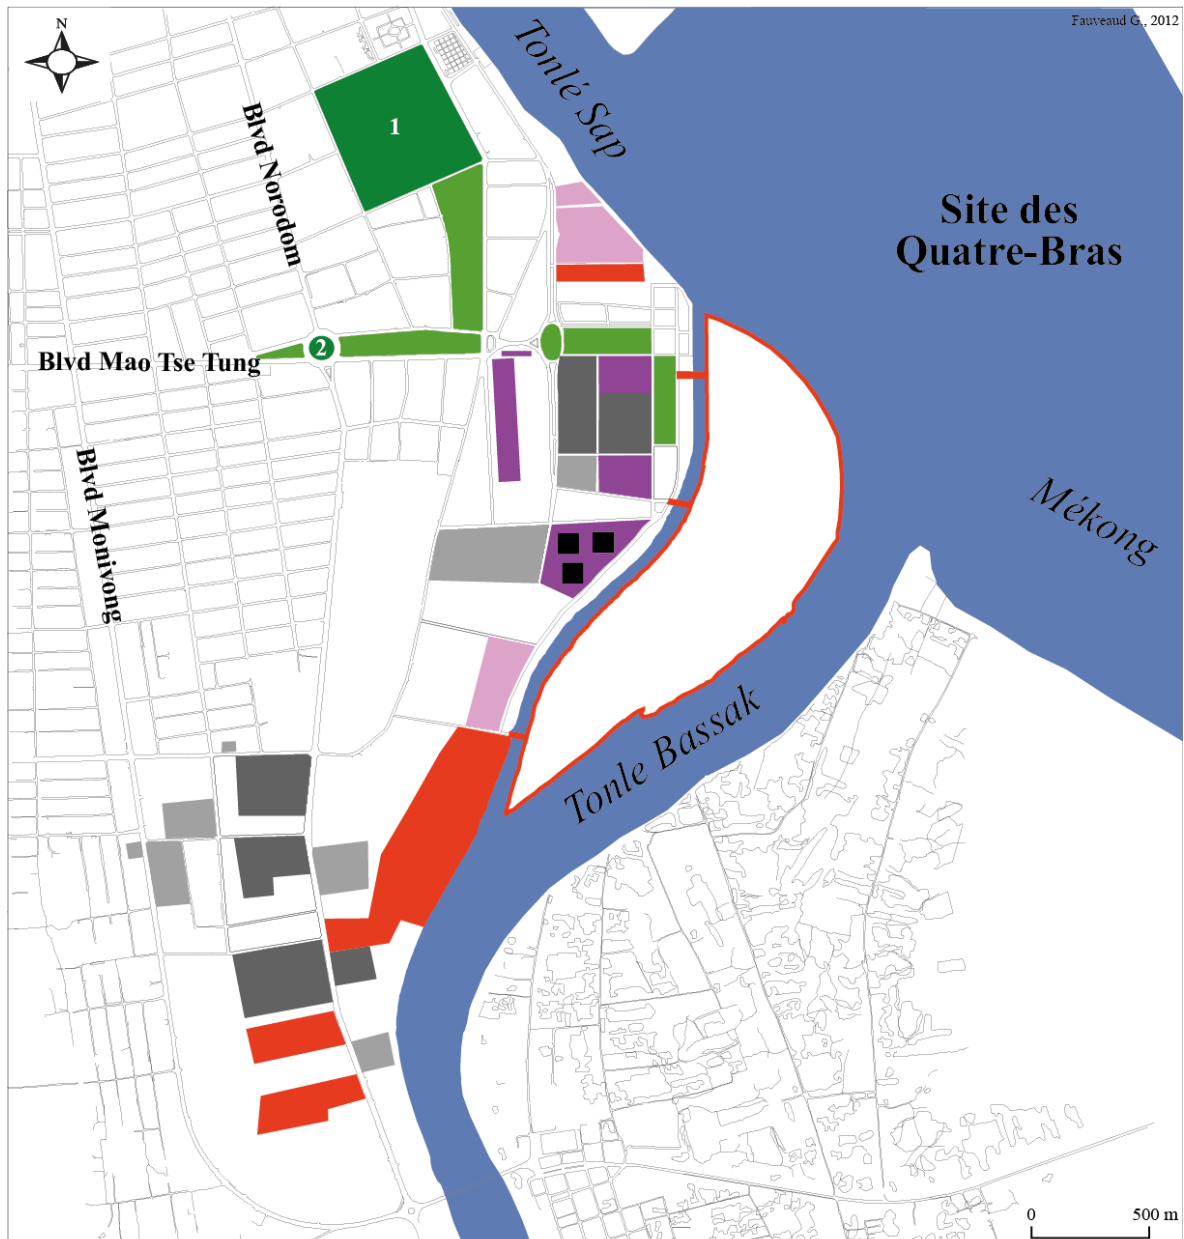 Fauveaud G., 2012
N
Tonlé Sap
1
Blvd Norodom
Site des
Quatre-Bras
2
Blvd Mao Tse Tung
Blvd Monivong
Mékong
Tonle Bassak
0 500 m